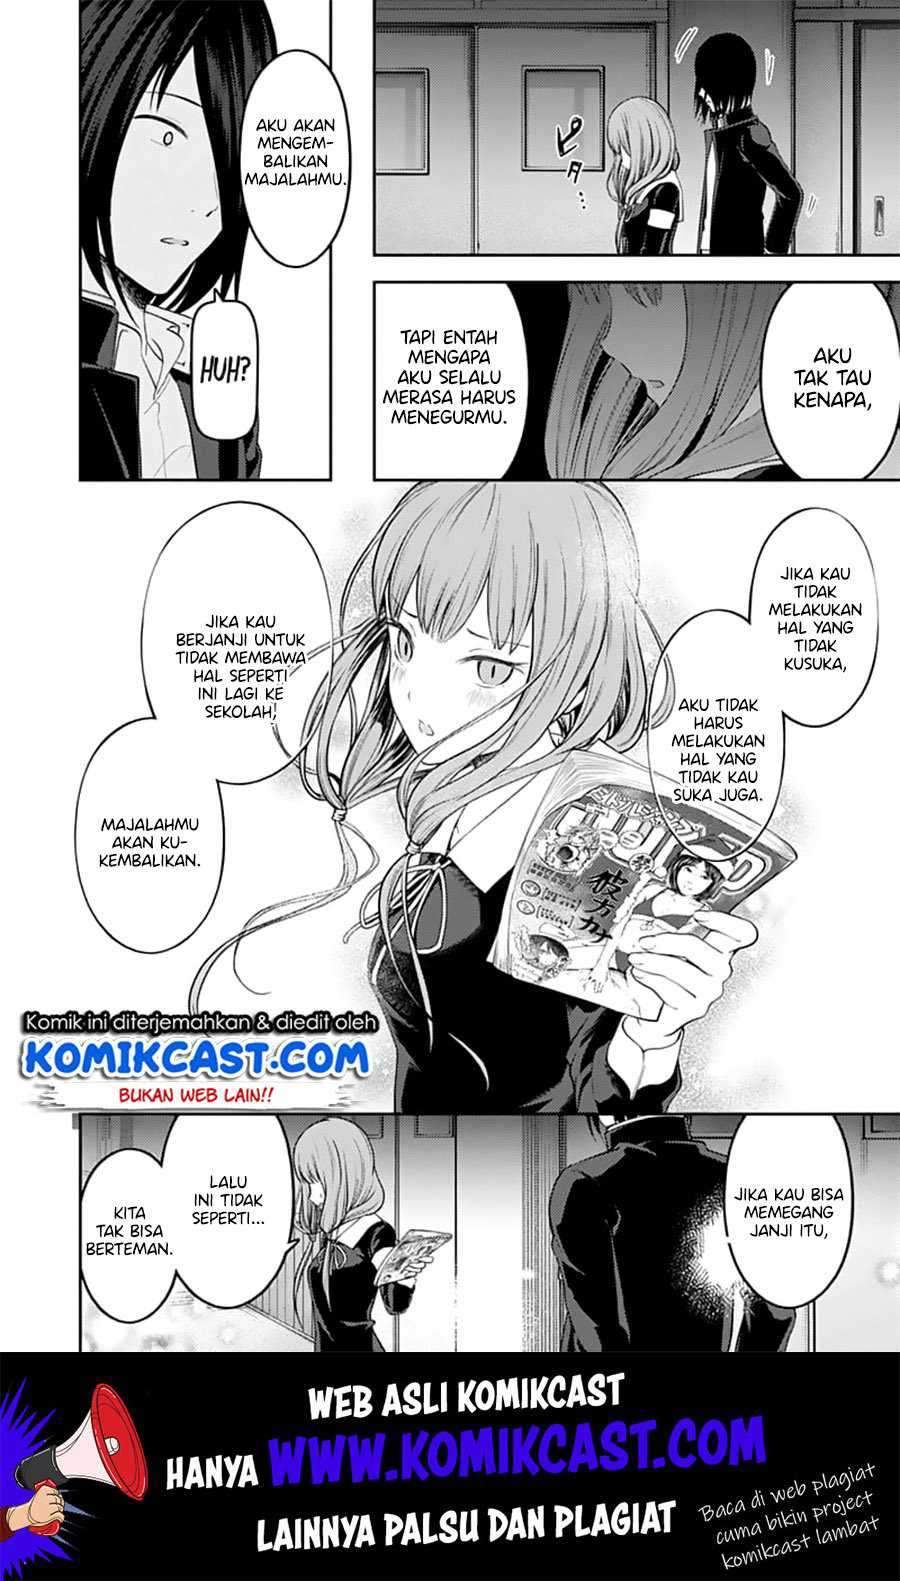 ピタ…
AKU TAK TAU
KENAPA,
TAPI ENTAH
MENGAPA
AKU SELALU
MERASA HARUS
MENEGURMU.
AKU AKAN
MENGEM-
BALIKAN
MAJALAHMU.
HUH?
JIKA KAU
TIDAK
MELAKUKAN
HAL YANG
TIDAK
KUSUKA,
AKU TIDAK
HARUS
MELAKUKAN
HAL YANG
TIDAK KAU
SUKA JUGA.
JIKA KAU
BERJANJI UNTUK
TIDAK MEMBAWA
HAL SEPERTI
INI LAGI KE
SEKOLAH,
MAJALAHMU
AKAN KU-
KEMBALIKAN.
彼方カナ
Komik ini diterjemahkan & diedit oleh
KOMIKCAST.COM
BUKAN WEB LAIN!!
JIKA KAU BISA
MEMEGANG
JANJI ITU,
LALU
INI TIDAK
SEPERTI...
KITA
TAK BISA
BERTEMAN.
WEB ASLI KOMIKCAST
HANYA WWW.KOMIKCAST.COM
LAINNYA PALSU DAN PLAGIAT
Baca di web plagiat
cuma bikin project
komikcast lambat